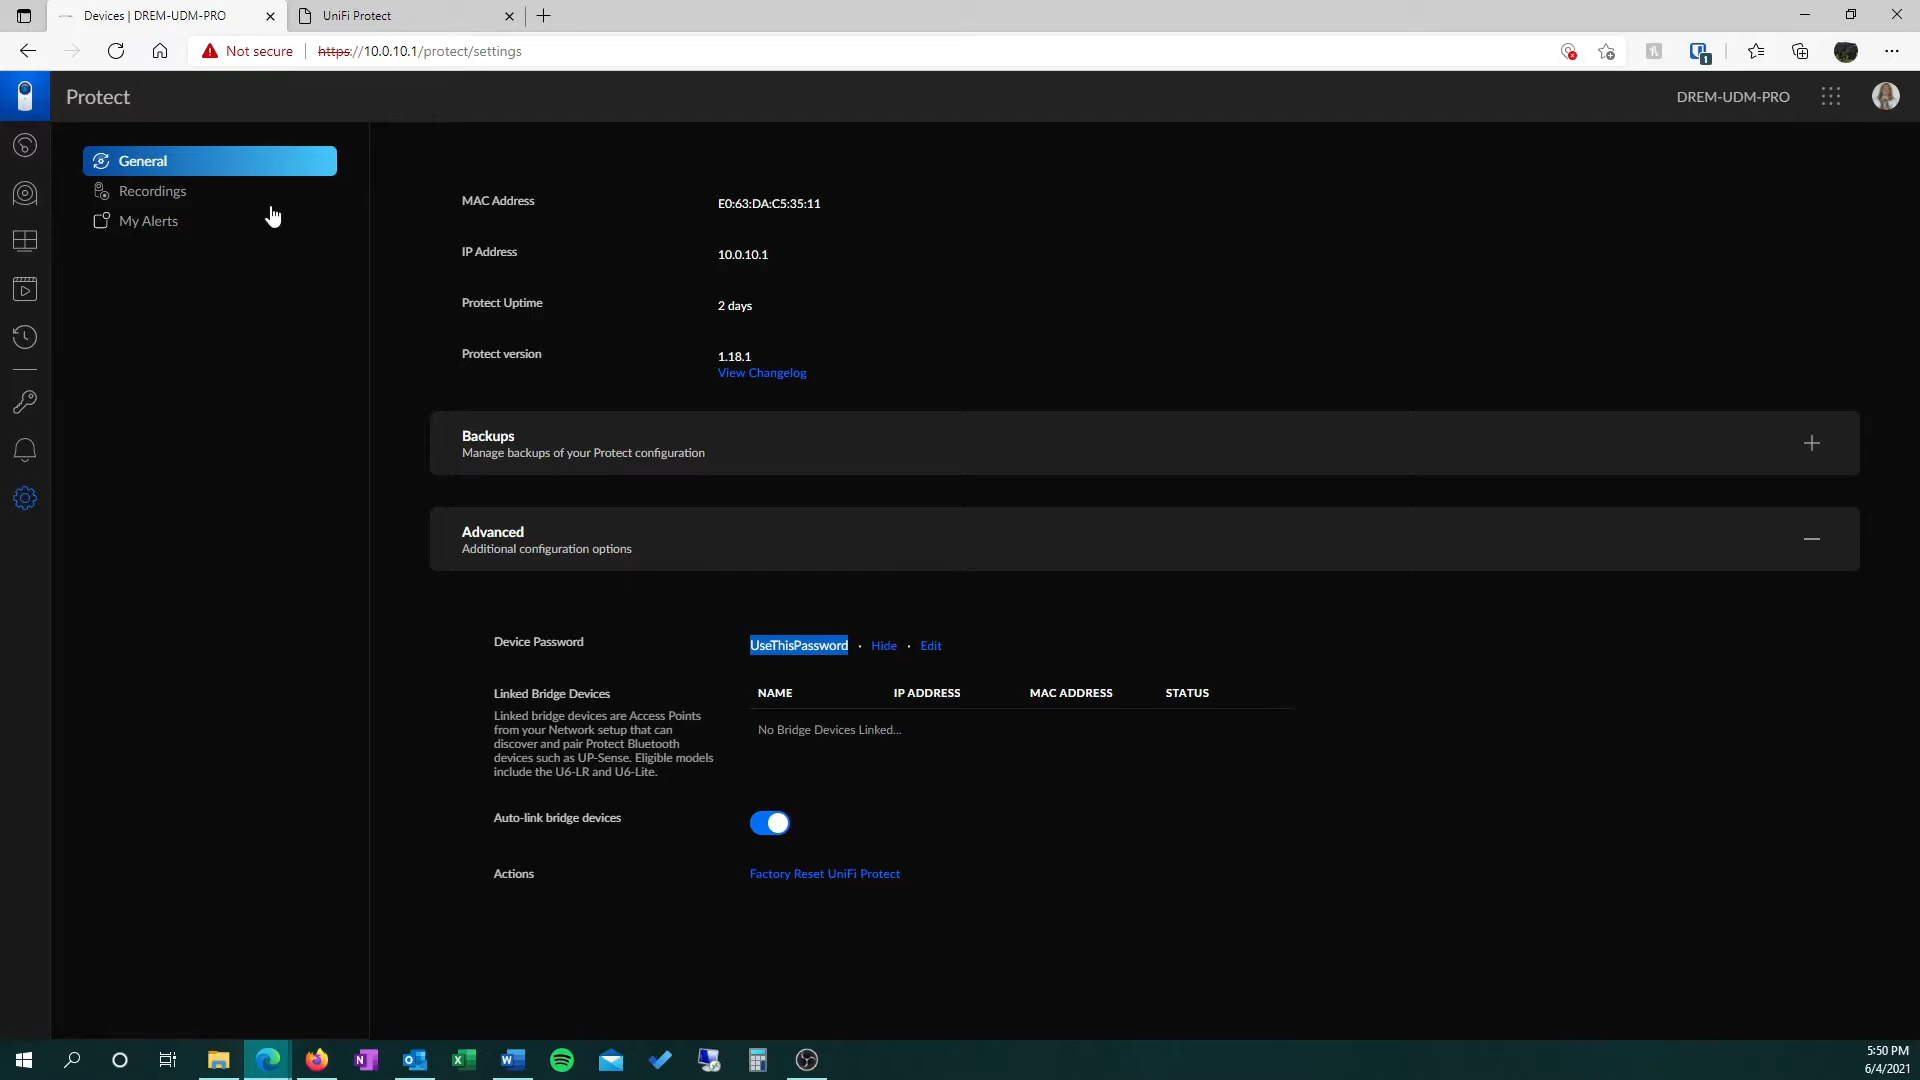 Devices | DREM-UDM-PRO
UniFi Protect
Not secure
https://10.0.10.1/protect/settings
1
Protect
DREM-UDM-PRO
General
Recordings
My Alerts
MAC Address
E0:63:DA:C5:35:11
IP Address
10.0.10.1
Protect Uptime
2 days
Protect version
1.18.1
View Changelog
Backups
Manage backups of your Protect configuration
Advanced
Additional configuration options
Device Password
UseThisPassword · Hide · Edit
Linked Bridge Devices
Linked bridge devices are Access Points
from your Network setup that can
discover and pair Protect Bluetooth
devices such as UP-Sense. Eligible models
include the U6-LR and U6-Lite.
NAME IP ADDRESS MAC ADDRESS STATUS
No Bridge Devices Linked...
Auto-link bridge devices
Actions
Factory Reset UniFi Protect
5:50 PM
6/4/2021